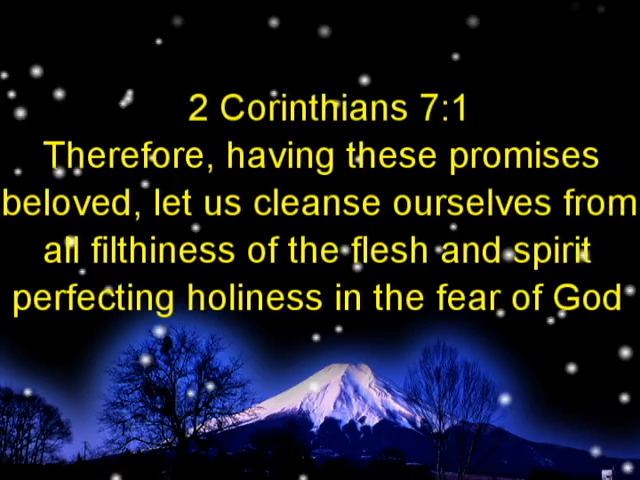 2 Corinthians 7:1
Therefore, having these promises
beloved, let us cleanse ourselves from
all filthiness of the flesh and spirit
perfecting holiness in the fear of God